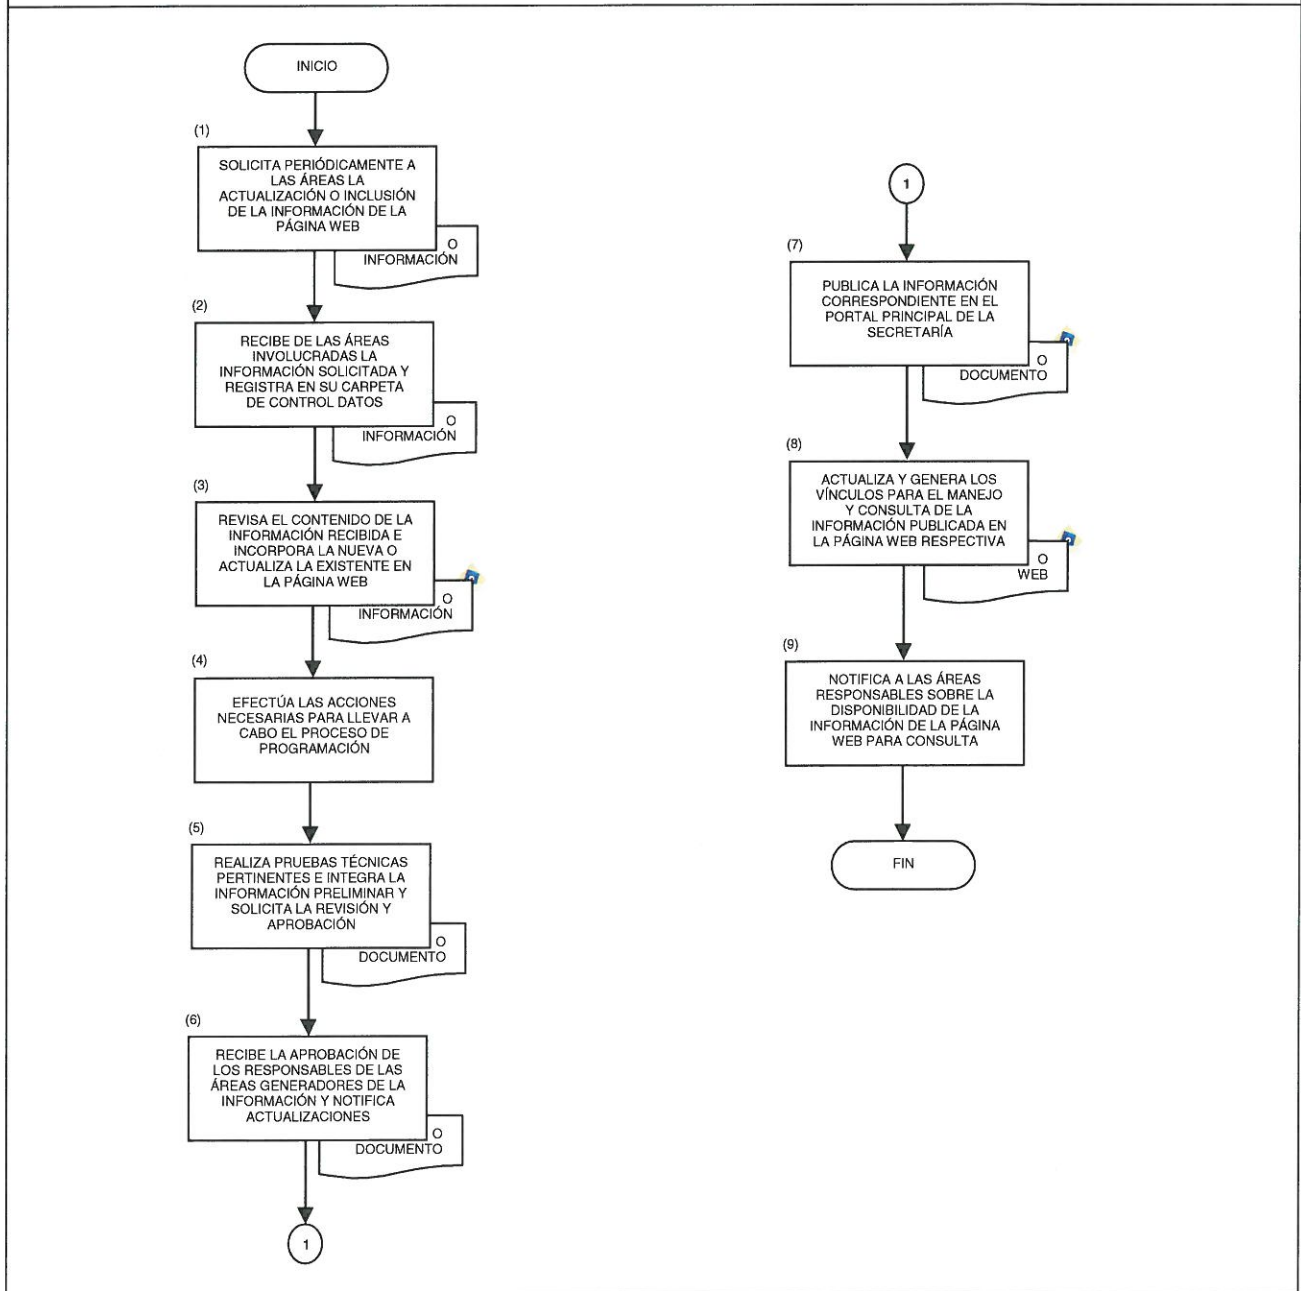 INICIO
(1)
SOLICITA PERIÓDICAMENTE A
LAS ÁREAS LA
ACTUALIZACIÓN O INCLUSIÓN
DE LA INFORMACIÓN DE LA
PÁGINA WEB
O
INFORMACIÓN
(2)
RECIBE DE LAS ÁREAS
INVOLUCRADAS LA
INFORMACIÓN SOLICITADA Y
REGISTRA EN SU CARPETA
DE CONTROL DATOS
O
INFORMACIÓN
(3)
REVISA EL CONTENIDO DE LA
INFORMACIÓN RECIBIDA E
INCORPORA LA NUEVA O
ACTUALIZA LA EXISTENTE EN
LA PÁGINA WEB
O
INFORMACIÓN
(4)
EFECTÚA LAS ACCIONES
NECESARIAS PARA LLEVAR A
CABO EL PROCESO DE
PROGRAMACIÓN
(5)
REALIZA PRUEBAS TÉCNICAS
PERTINENTES E INTEGRA LA
INFORMACIÓN PRELIMINAR Y
SOLICITA LA REVISIÓN Y
APROBACIÓN
O
DOCUMENTO
(6)
RECIBE LA APROBACIÓN DE
LOS RESPONSABLES DE LAS
ÁREAS GENERADORES DE LA
INFORMACIÓN Y NOTIFICA
ACTUALIZACIONES
O
DOCUMENTO
1
1
(7)
PUBLICA LA INFORMACIÓN
CORRESPONDIENTE EN EL
PORTAL PRINCIPAL DE LA
SECRETARÍA
O
DOCUMENTO
(8)
ACTUALIZA Y GENERA LOS
VÍNCULOS PARA EL MANEJO
Y CONSULTA DE LA
INFORMACIÓN PUBLICADA EN
LA PÁGINA WEB RESPECTIVA
O
WEB
(9)
NOTIFICA A LAS ÁREAS
RESPONSABLES SOBRE LA
DISPONIBILIDAD DE LA
INFORMACIÓN DE LA PÁGINA
WEB PARA CONSULTA
FIN